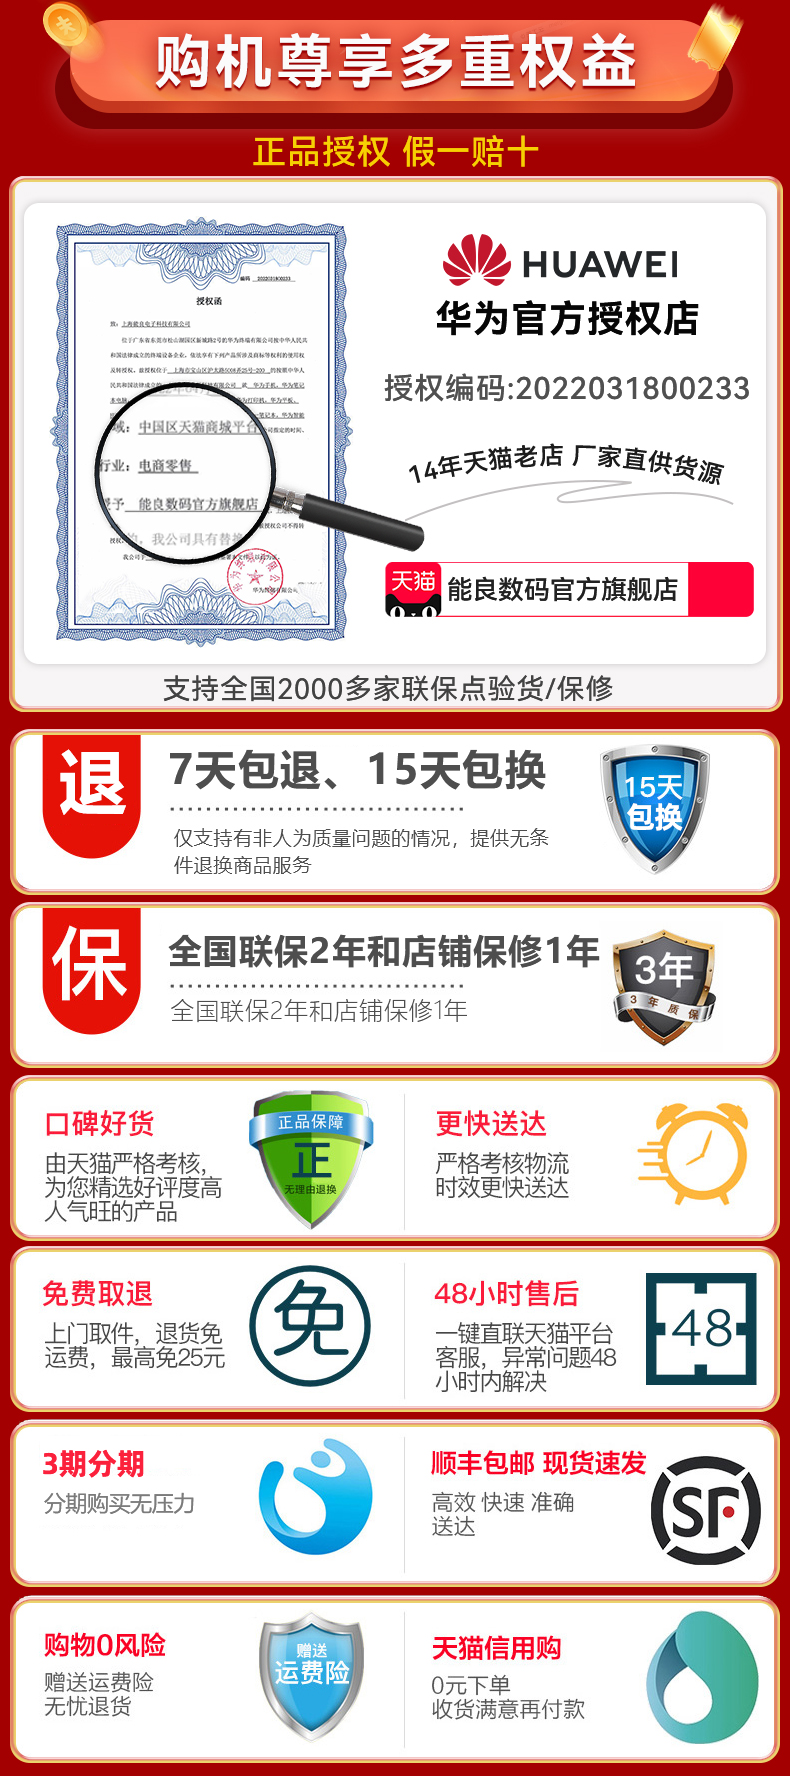 购机尊享多重权益
正品授权 假一赔十
编码 2022031800233
授权函
致：上海能良电子科技有限公司
域：中国区天猫商城平台
行业：电商零售
授予 能良数码官方旗舰店
我公司具有替换
HUAWEI
华为官方授权店
授权编码:2022031800233
14年天猫老店 厂家直供货源
天猫
能良数码官方旗舰店
支持全国2000多家联保点验货/保修
退
7天包退、15天包换
仅支持有非人为质量问题的情况，提供无条
件退换商品服务
15天
包换
保
全国联保2年和店铺保修1年
全国联保2年和店铺保修1年
3年
3年质保
口碑好货
由天猫严格考核，
为您精选好评度高
人气旺的产品
正品保障
正
无理由退换
更快送达
严格考核物流
时效更快送达
免费取退
上门取件，退货免
运费，最高免25元
免
48小时售后
一键直联天猫平台
客服，异常问题48
小时内解决
48
3期分期
分期购买无压力
顺丰包邮 现货速发
高效 快速 准确
送达
SF
购物0风险
赠送运费险
无忧退货
赠送
运费险
天猫信用购
0元下单
收货满意再付款